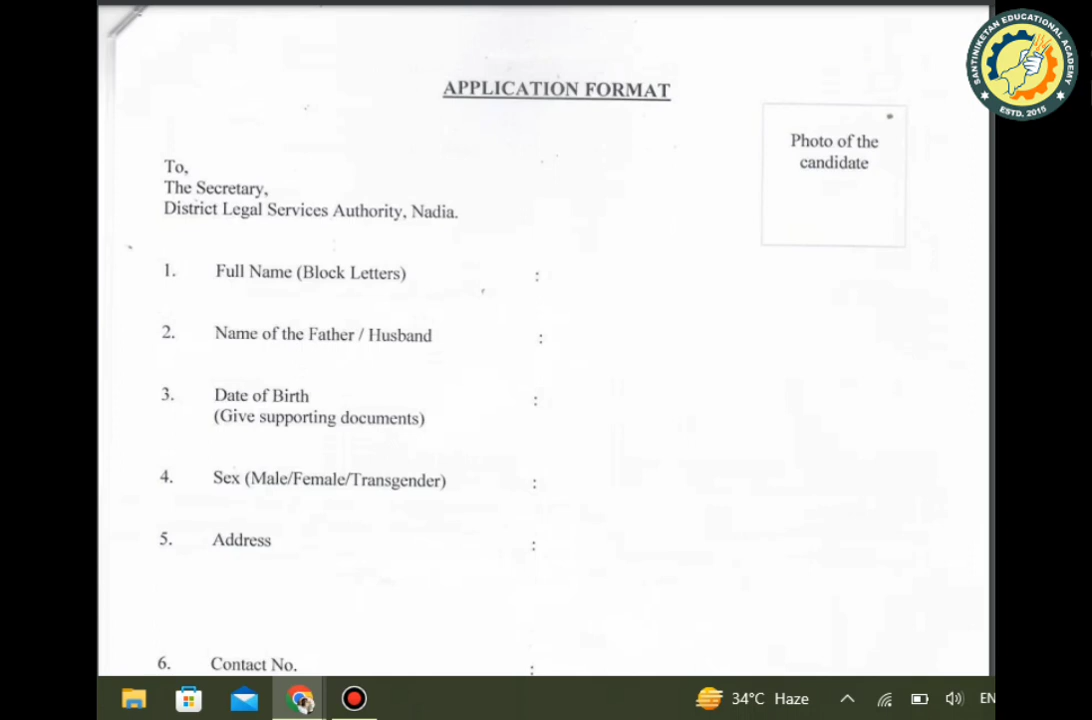 SANTINIKETAN EDUCATIONAL ACADEMY
ESTD. 2015
APPLICATION FORMAT
Photo of the
candidate
To,
The Secretary,
District Legal Services Authority, Nadia.
1. Full Name (Block Letters) :
2. Name of the Father / Husband :
3. Date of Birth :
(Give supporting documents)
4. Sex (Male/Female/Transgender) :
5. Address :
6. Contact No. :
34°C Haze
EN